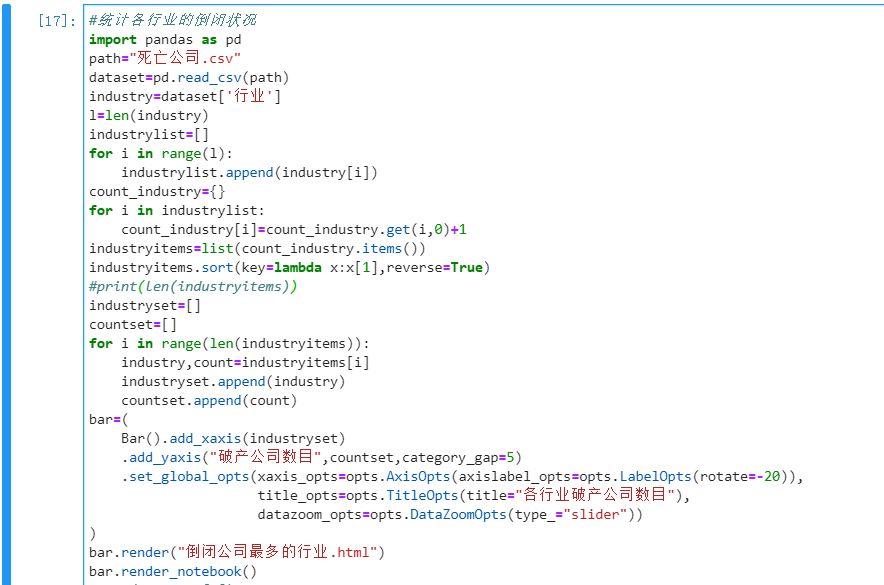 [17]: #统计各行业的倒闭状况
import pandas as pd
path="死亡公司.csv"
dataset=pd.read_csv(path)
industry=dataset['行业']
l=len(industry)
industrylist=[]
for i in range(l):
    industrylist.append(industry[i])
count_industry={}
for i in industrylist:
    count_industry[i]=count_industry.get(i,0)+1
industryitems=list(count_industry.items())
industryitems.sort(key=lambda x:x[1],reverse=True)
#print(len(industryitems))
industryset=[]
countset=[]
for i in range(len(industryitems)):
    industry,count=industryitems[i]
    industryset.append(industry)
    countset.append(count)
bar=(
    Bar().add_xaxis(industryset)
    .add_yaxis("破产公司数目",countset,category_gap=5)
    .set_global_opts(xaxis_opts=opts.AxisOpts(axislabel_opts=opts.LabelOpts(rotate=-20)),
                     title_opts=opts.TitleOpts(title="各行业破产公司数目"),
                     datazoom_opts=opts.DataZoomOpts(type_="slider"))
)
bar.render("倒闭公司最多的行业.html")
bar.render_notebook()